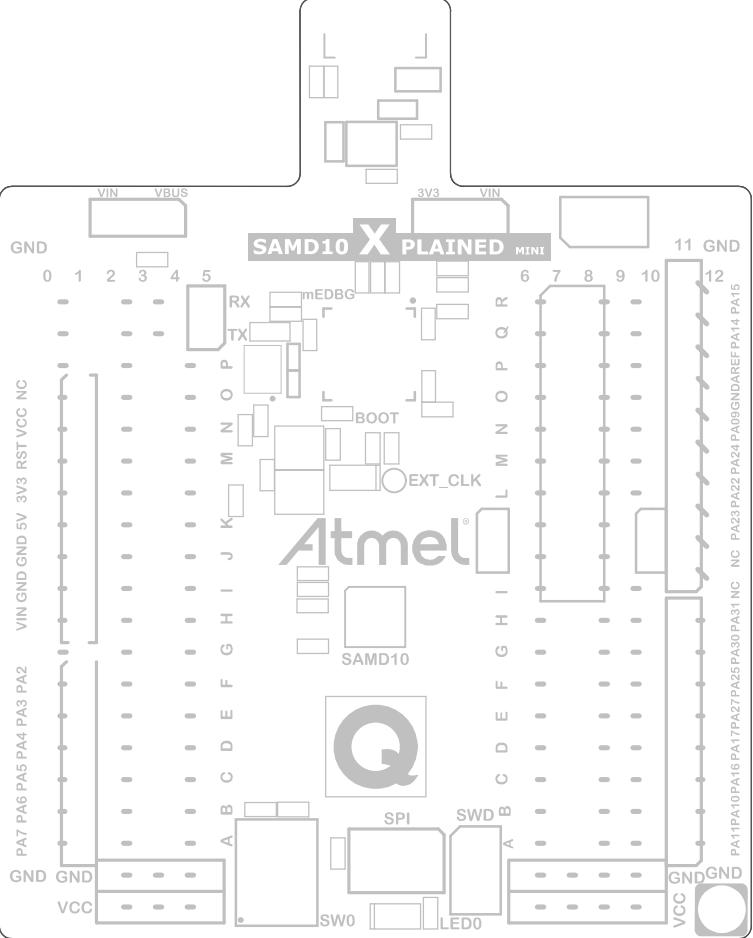 VIN VBUS
3V3 VIN
GND
SAMD10 X PLAINED MINI
11 GND
0 1 2 3 4 5
6 7 8 9 10 12
RX
TX
mEDBG
P
O
N
M
K
J
I
H
G
F
E
D
C
B
A
R
Q
P
O
N
M
L
I
H
G
F
E
D
C
B
A
BOOT
EXT_CLK
Atmel®
SAMD10
Q
VIN GND GND 5V 3V3 RST VCC NC
PA7 PA6 PA5 PA4 PA3 PA2
NC PA23 PA22 PA24 PA09 GND AREF PA14 PA15
PA11 PA10 PA16 PA17 PA27 PA25 PA30 PA31 NC
SPI
SWD
GND GND
VCC
SW0
LED0
GND GND
VCC